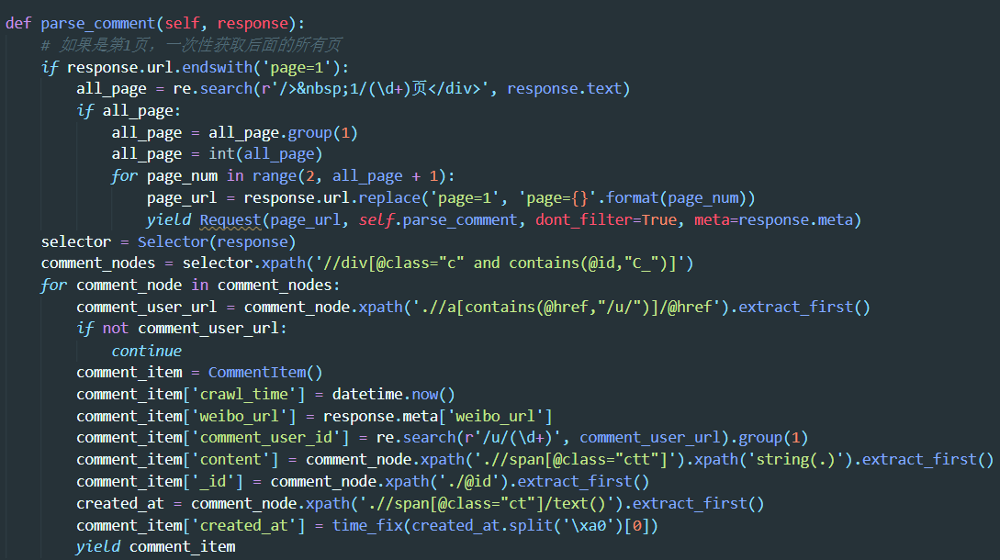 def parse_comment(self, response):
    # 如果是第1页，一次性获取后面的所有页
    if response.url.endswith('page=1'):
        all_page = re.search(r'/>&nbsp;1/(\d+)页</div>', response.text)
        if all_page:
            all_page = all_page.group(1)
            all_page = int(all_page)
            for page_num in range(2, all_page + 1):
                page_url = response.url.replace('page=1', 'page={}'.format(page_num))
                yield Request(page_url, self.parse_comment, dont_filter=True, meta=response.meta)
    selector = Selector(response)
    comment_nodes = selector.xpath('//div[@class="c" and contains(@id,"C_")]')
    for comment_node in comment_nodes:
        comment_user_url = comment_node.xpath('.//a[contains(@href,"/u/")]/@href').extract_first()
        if not comment_user_url:
            continue
        comment_item = CommentItem()
        comment_item['crawl_time'] = datetime.now()
        comment_item['weibo_url'] = response.meta['weibo_url']
        comment_item['comment_user_id'] = re.search(r'/u/(\d+)', comment_user_url).group(1)
        comment_item['content'] = comment_node.xpath('.//span[@class="ctt"]').xpath('string(.)').extract_first()
        comment_item['_id'] = comment_node.xpath('./@id').extract_first()
        created_at = comment_node.xpath('.//span[@class="ct"]/text()').extract_first()
        comment_item['created_at'] = time_fix(created_at.split('\xa0')[0])
        yield comment_item